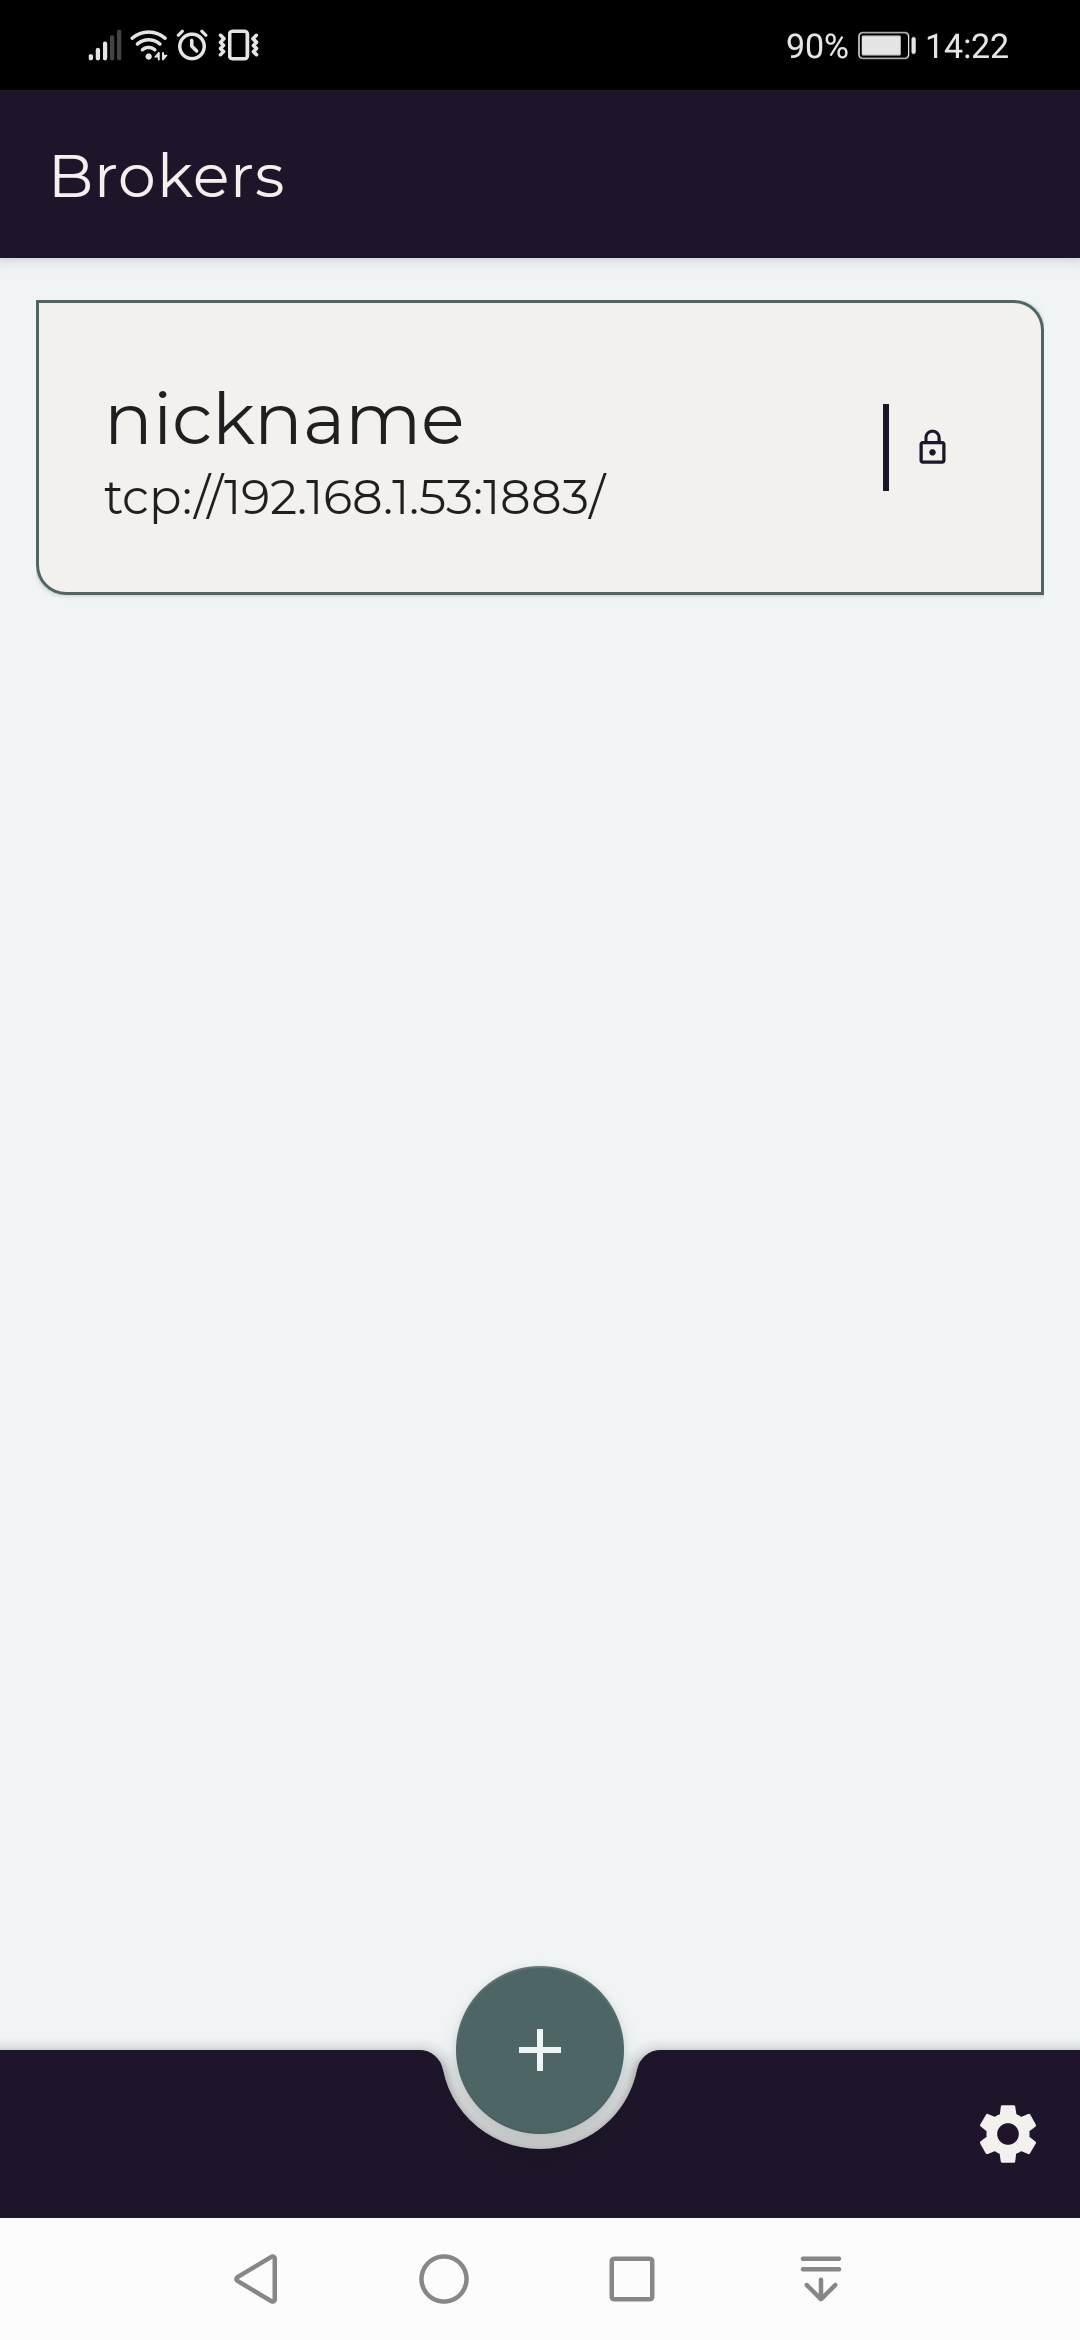 90% 14:22
Brokers
nickname
tcp://192.168.1.53:1883/